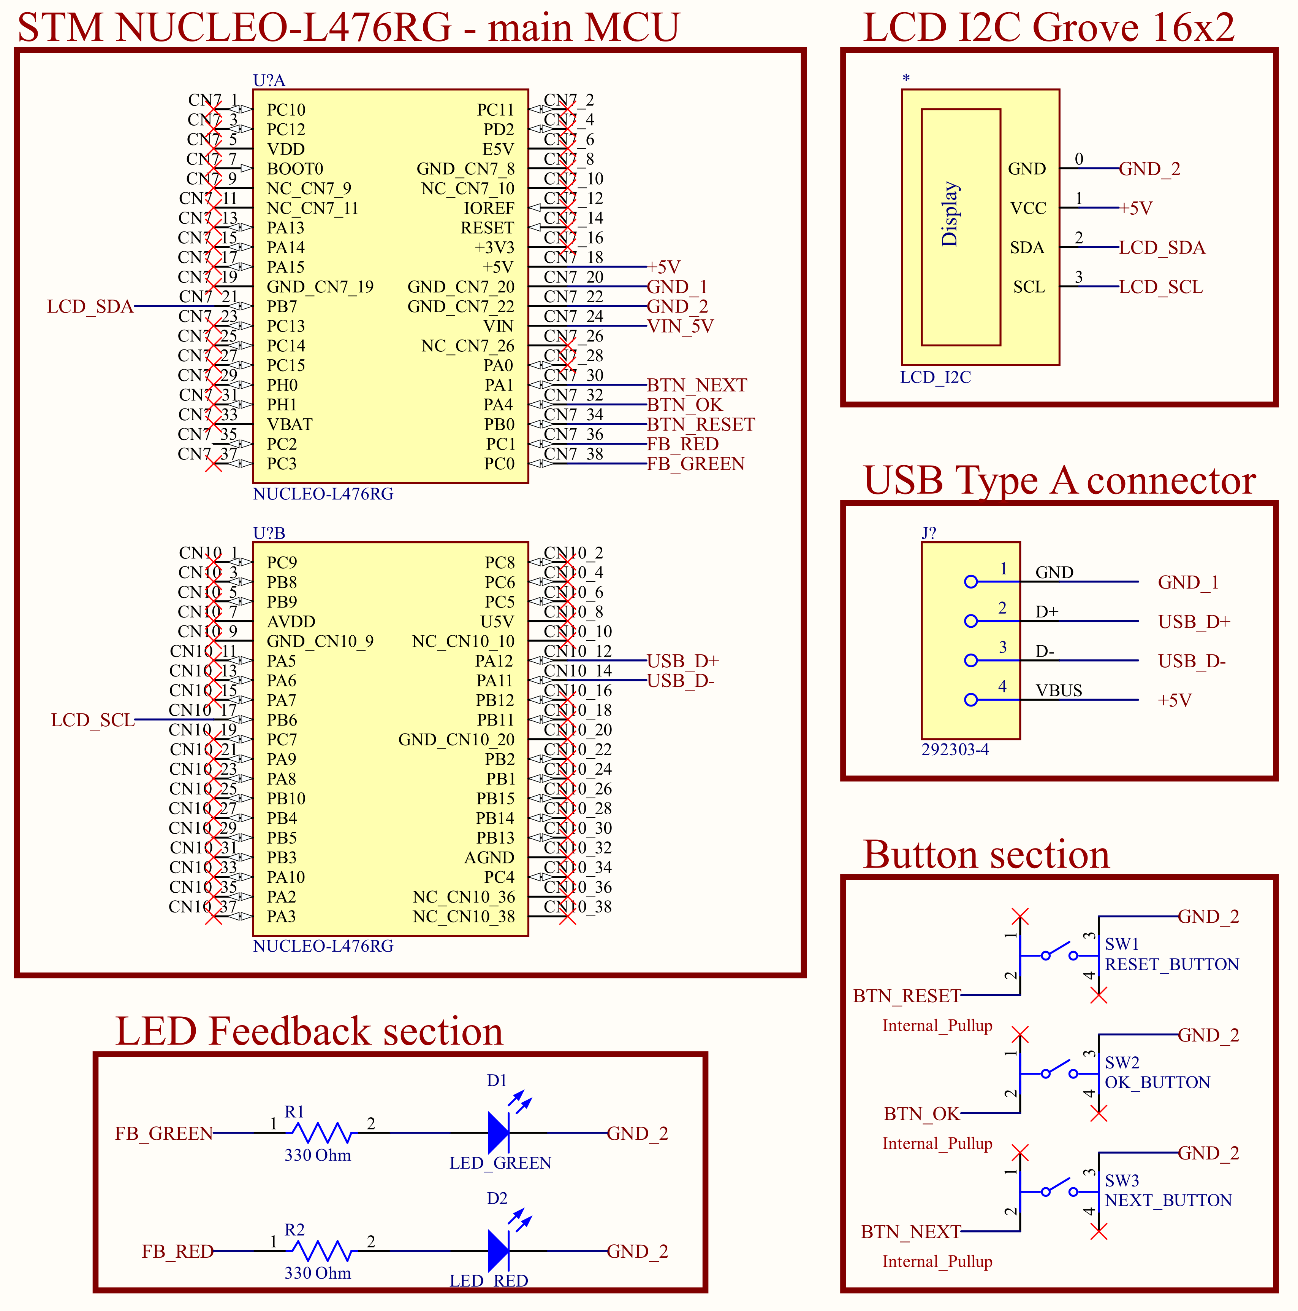 STM NUCLEO-L476RG - main MCU
U?A
CN7_1 PC10 PC11 CN7_2
CN7_3 PC12 PD2 CN7_4
CN7_5 VDD E5V CN7_6
CN7_7 BOOT0 GND_CN7_8 CN7_8
CN7_9 NC_CN7_9 NC_CN7_10 CN7_10
CN7_11 NC_CN7_11 IOREF CN7_12
CN7_13 PA13 RESET CN7_14
CN7_15 PA14 +3V3 CN7_16
CN7_17 PA15 +5V CN7_18 +5V
CN7_19 GND_CN7_19 GND_CN7_20 CN7_20 GND_1
LCD_SDA CN7_21 PB7 GND_CN7_22 CN7_22 GND_2
CN7_23 PC13 VIN CN7_24 VIN_5V
CN7_25 PC14 NC_CN7_26 CN7_26
CN7_27 PC15 PA0 CN7_28
CN7_29 PH0 PA1 CN7_30 BTN_NEXT
CN7_31 PH1 PA4 CN7_32 BTN_OK
CN7_33 VBAT PB0 CN7_34 BTN_RESET
CN7_35 PC2 PC1 CN7_36 FB_RED
CN7_37 PC3 PC0 CN7_38 FB_GREEN
NUCLEO-L476RG
U?B
CN10_1 PC9 PC8 CN10_2
CN10_3 PB8 PC6 CN10_4
CN10_5 PB9 PC5 CN10_6
CN10_7 AVDD U5V CN10_8
CN10_9 GND_CN10_9 NC_CN10_10 CN10_10
CN10_11 PA5 PA12 CN10_12 USB_D+
CN10_13 PA6 PA11 CN10_14 USB_D-
CN10_15 PA7 PB12 CN10_16
LCD_SCL CN10_17 PB6 PB11 CN10_18
CN10_19 PC7 GND_CN10_20 CN10_20
CN10_21 PA9 PB2 CN10_22
CN10_23 PA8 PB1 CN10_24
CN10_25 PB10 PB15 CN10_26
CN10_27 PB4 PB14 CN10_28
CN10_29 PB5 PB13 CN10_30
CN10_31 PB3 AGND CN10_32
CN10_33 PA10 PC4 CN10_34
CN10_35 PA2 NC_CN10_36 CN10_36
CN10_37 PA3 NC_CN10_38 CN10_38
NUCLEO-L476RG
LCD I2C Grove 16x2
*
Display
GND 0 GND_2
VCC 1 +5V
SDA 2 LCD_SDA
SCL 3 LCD_SCL
LCD_I2C
USB Type A connector
J?
1 GND GND_1
2 D+ USB_D+
3 D- USB_D-
4 VBUS +5V
292303-4
Button section
1 3 GND_2
SW1
RESET_BUTTON
2 4
BTN_RESET
Internal_Pullup
1 3 GND_2
SW2
OK_BUTTON
2 4
BTN_OK
Internal_Pullup
1 3 GND_2
SW3
NEXT_BUTTON
2 4
BTN_NEXT
Internal_Pullup
LED Feedback section
D1
R1
FB_GREEN 1 2 GND_2
330 Ohm
LED_GREEN
D2
R2
FB_RED 1 2 GND_2
330 Ohm
LED_RED